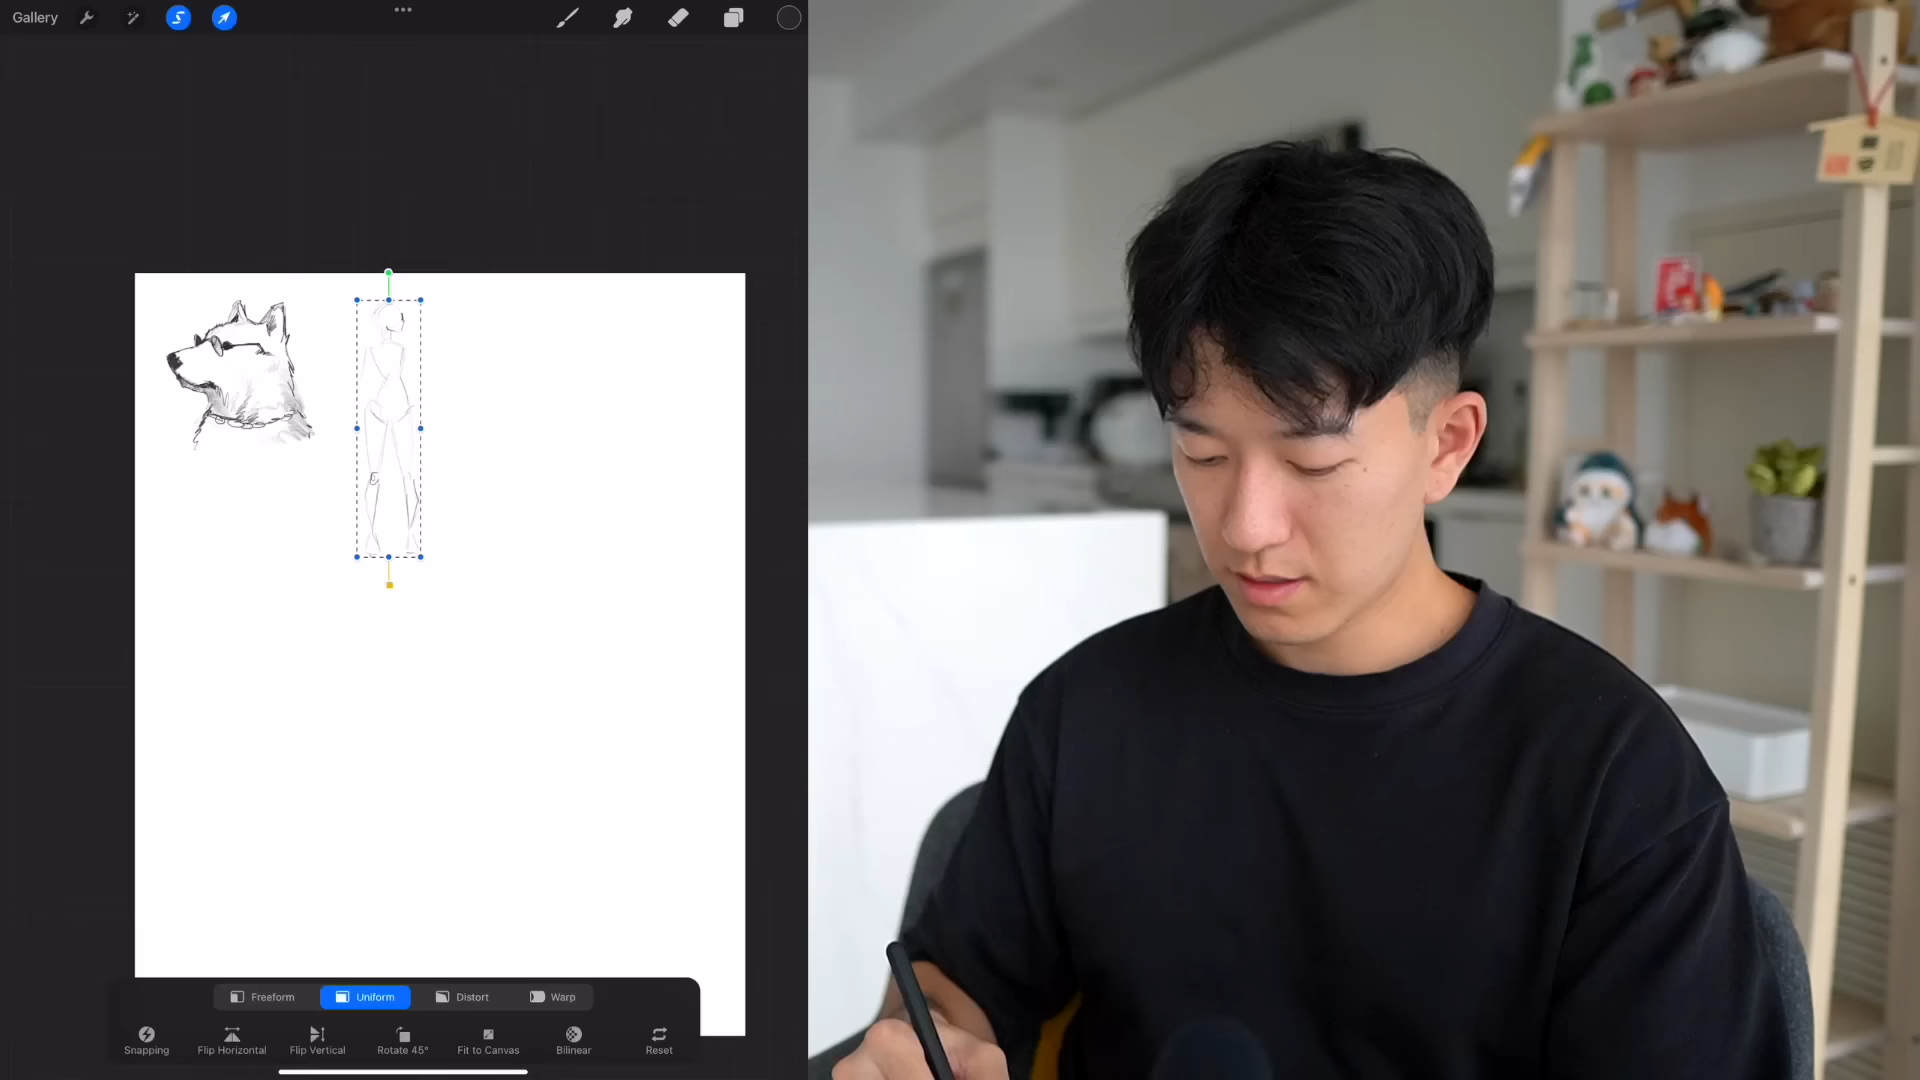 Gallery
Freeform Uniform Distort Warp
Snapping Flip Horizontal Flip Vertical Rotate 45° Fit to Canvas Bilinear Reset